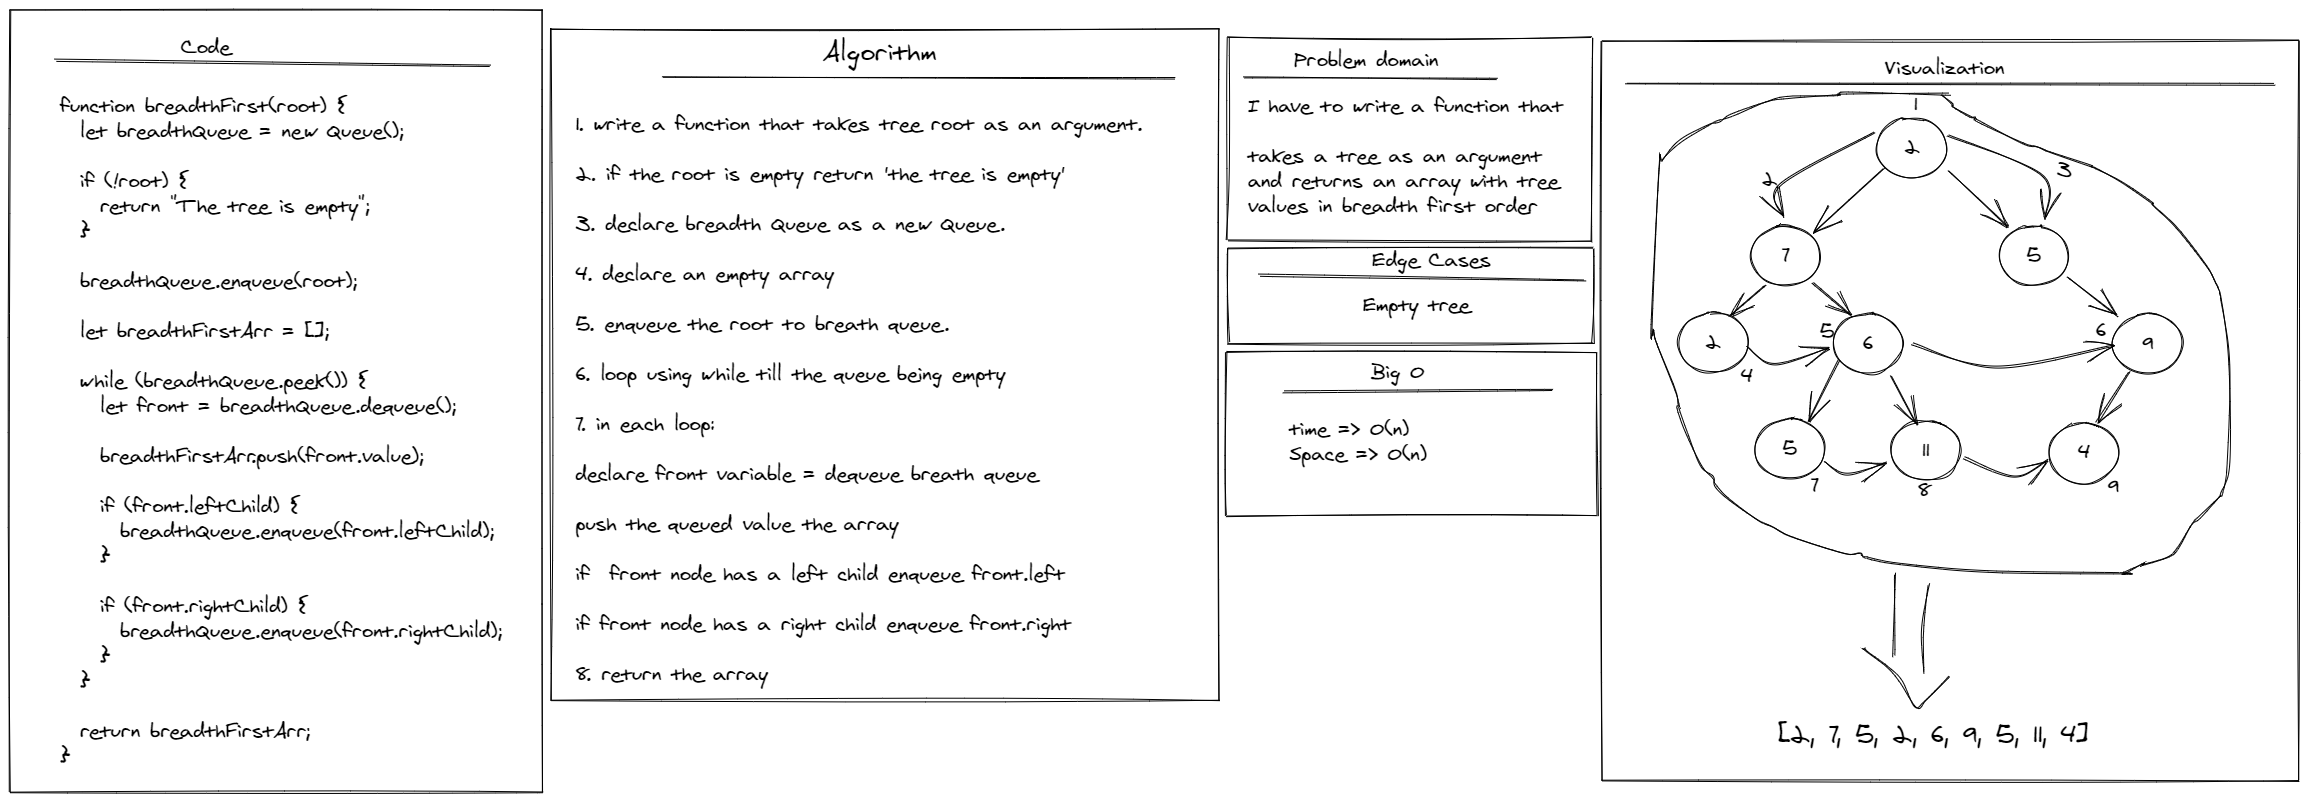 Code
function breadthFirst(root) {
let breadthQueue = new Queue();
if (!root) {
return "The tree is empty";
}
breadthQueue.enqueue(root);
let breadthFirstArr = [];
while (breadthQueue.peek()) {
let front = breadthQueue.dequeue();
breadthFirstArr.push(front.value);
if (front.leftChild) {
breadthQueue.enqueue(front.leftChild);
}
if (front.rightChild) {
breadthQueue.enqueue(front.rightChild);
}
}
return breadthFirstArr;
}
Algorithm
1. write a function that takes tree root as an argument.
2. if the root is empty return 'the tree is empty'
3. declare breadth Queue as a new Queue.
4. declare an empty array
5. enqueue the root to breath queue.
6. loop using while till the queue being empty
7. in each loop:
declare front variable = dequeue breath queue
push the queued value the array
if front node has a left child enqueue front.left
if front node has a right child enqueue front.right
8. return the array
Problem domain
I have to write a function that
takes a tree as an argument
and returns an array with tree
values in breadth first order
Edge Cases
Empty tree
Big O
time => O(n)
Space => O(n)
Visualization
1
2
2
3
7
5
2
4
5
6
6
9
5
7
11
8
4
9
[2, 7, 5, 2, 6, 9, 5, 11, 4]